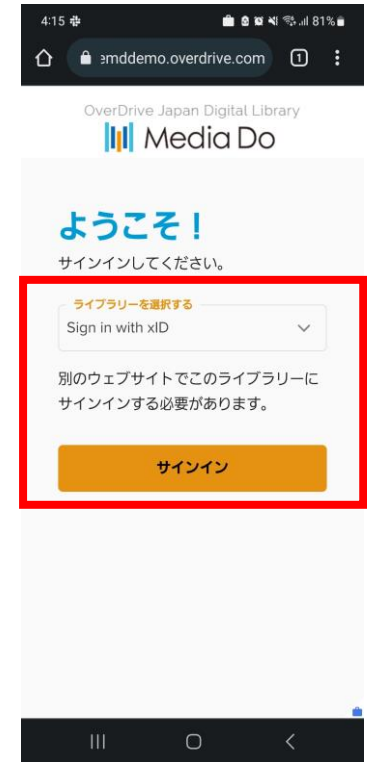 4:15
81%
emddemo.overdrive.com
1
OverDrive Japan Digital Library
Media Do
ようこそ！
サインインしてください。
ライブラリーを選択する
Sign in with xID
別のウェブサイトでこのライブラリーに
サインインする必要があります。
サインイン